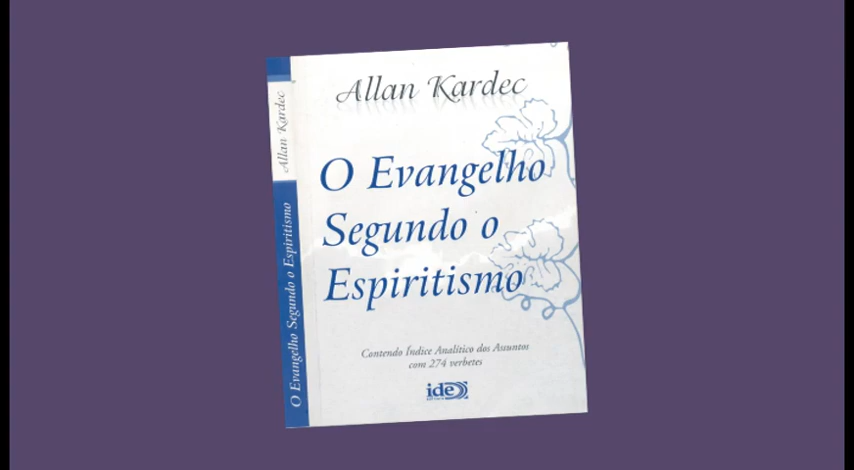 Allan Kardec
O Evangelho
Segundo o
Espiritismo
Contendo Índice Analítico dos Assuntos
com 274 verbetes
ide
Allan Kardec
O Evangelho Segundo o Espiritismo